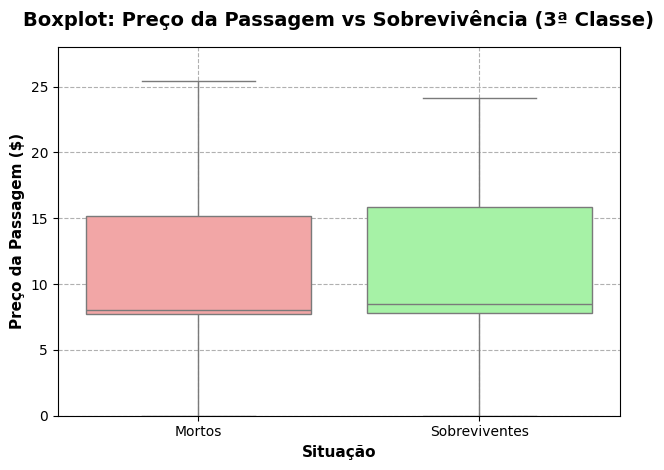 Boxplot: Preço da Passagem vs Sobrevivência (3ª Classe)
Preço da Passagem ($)
25
20
15
10
5
0
Mortos Sobreviventes
Situação